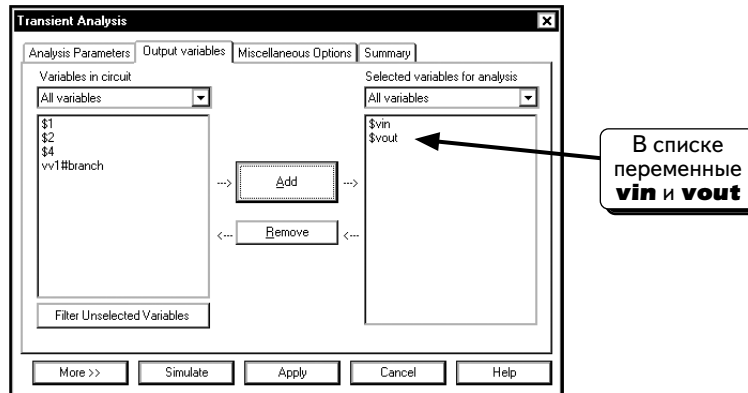 Transient Analysis
Analysis Parameters Output variables Miscellaneous Options Summary
Variables in circuit
All variables
$1
$2
$4
vv1#branch
--->
Add
--->
<---
Remove
<---
Filter Unselected Variables
Selected variables for analysis
All variables
$vin
$vout
More >> Simulate Apply Cancel Help
В списке
переменные
vin и vout